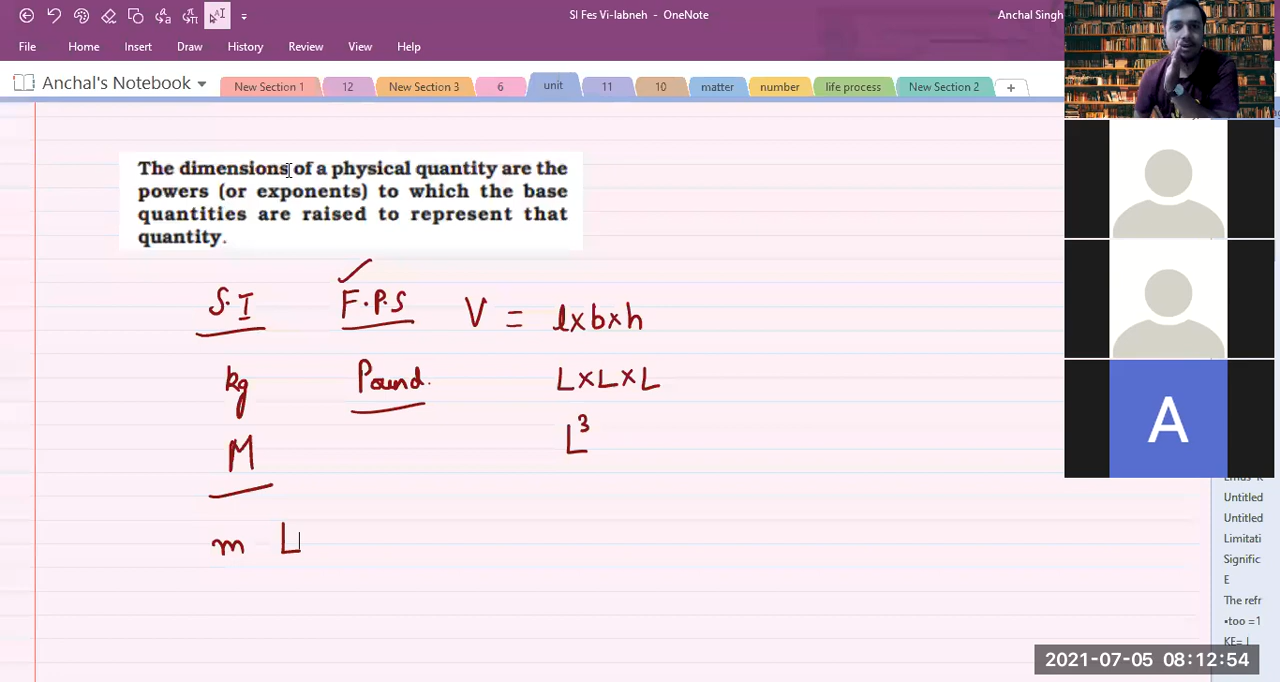 SI Fes Vi-labneh - OneNote
Anchal Singh
File Home Insert Draw History Review View Help
Anchal's Notebook
New Section 1 12 New Section 3 6 unit 11 10 matter number life process New Section 2 +
The dimensions of a physical quantity are the
powers (or exponents) to which the base
quantities are raised to represent that
quantity.
S.I F.P.S V = l×b×h
kg Pound. L×L×L
M L³
m L
A
Untitled
Untitled
Limitati
Signific
E
The refr
•too =1
2021-07-05 08:12:54